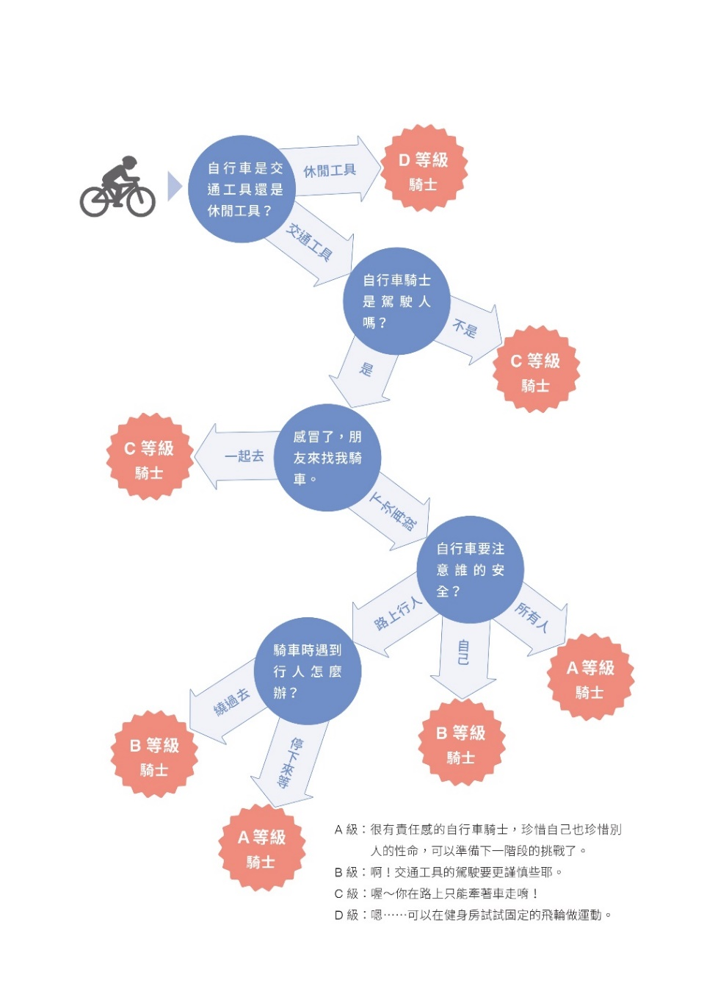 自行車是交
通工具還是
休閒工具？
休閒工具
D 等級
騎士
交通工具
自行車騎士
是駕駛人
嗎？
不是
C 等級
騎士
是
感冒了，朋
友來找我騎
車。
一起去
C 等級
騎士
下次再說
自行車要注
意誰的安
全？
所有人
A 等級
騎士
自己
B 等級
騎士
路上行人
騎車時遇到
行人怎麼
辦？
繞過去
B 等級
騎士
停下來等
A 等級
騎士
A 級：很有責任感的自行車騎士，珍惜自己也珍惜別
人的性命，可以準備下一階段的挑戰了。
B 級：啊！交通工具的駕駛要更謹慎些耶。
C 級：喔～你在路上只能牽著車走唷！
D 級：嗯……可以在健身房試試固定的飛輪做運動。